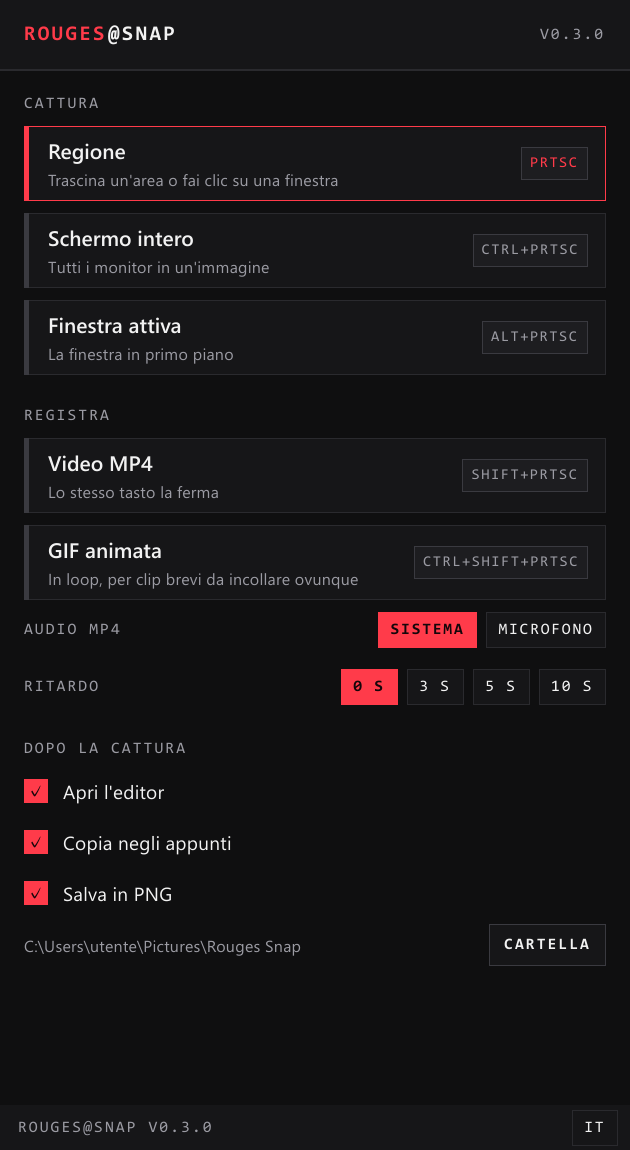 ROUGES@SNAP
V0.3.0
CATTURA
Regione
Trascina un'area o fai clic su una finestra
PRTSC
Schermo intero
Tutti i monitor in un'immagine
CTRL+PRTSC
Finestra attiva
La finestra in primo piano
ALT+PRTSC
REGISTRA
Video MP4
Lo stesso tasto la ferma
SHIFT+PRTSC
GIF animata
In loop, per clip brevi da incollare ovunque
CTRL+SHIFT+PRTSC
AUDIO MP4
SISTEMA
MICROFONO
RITARDO
0 S
3 S
5 S
10 S
DOPO LA CATTURA
Apri l'editor
Copia negli appunti
Salva in PNG
C:\Users\utente\Pictures\Rouges Snap
CARTELLA
ROUGES@SNAP V0.3.0
IT